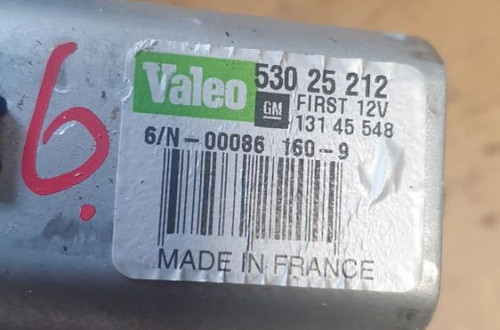 6.
Valeo 530 25 212
GM FIRST 12V
131 45 548
6/N-00086 160-9
MADE IN FRANCE